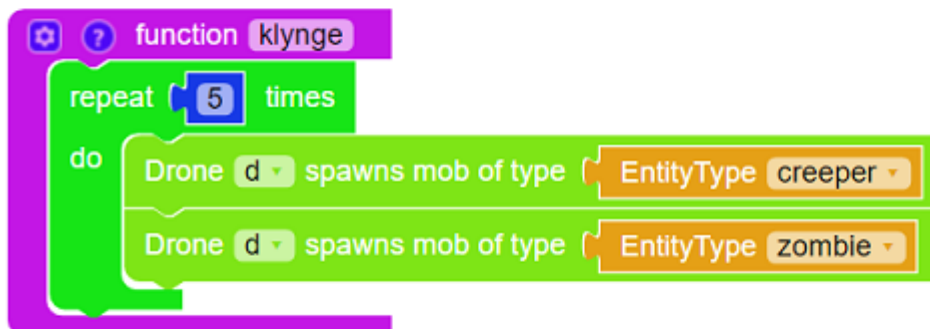 ? function klynge
repeat 5 times
do Drone d spawns mob of type EntityType creeper
Drone d spawns mob of type EntityType zombie